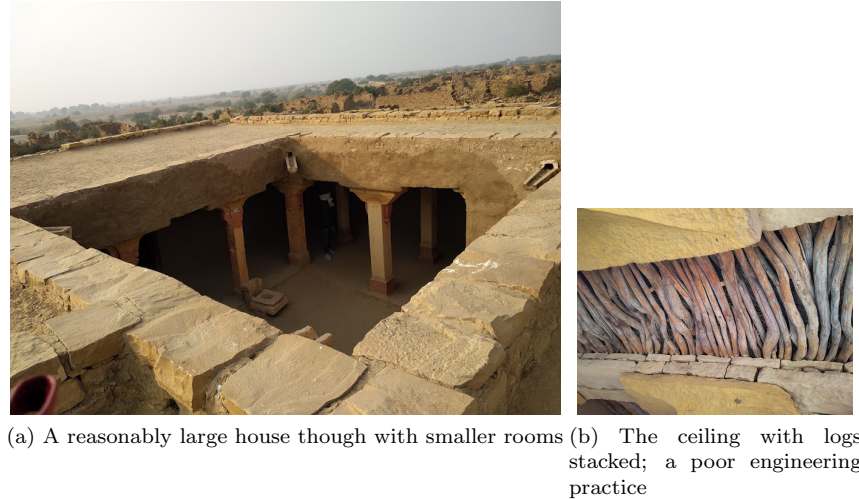 (a) A reasonably large house though with smaller rooms
(b) The ceiling with logs
stacked; a poor engineering
practice